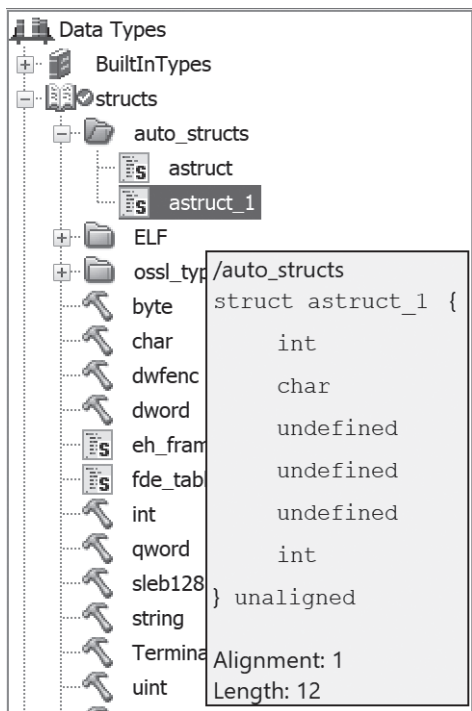 Data Types
BuiltInTypes
structs
auto_structs
astruct
astruct_1
ELF
ossl_typ
byte
char
dwfenc
dword
eh_fram
fde_tabl
int
qword
sleb128
string
Termina
uint
/auto_structs
struct astruct_1 {
int
char
undefined
undefined
undefined
int
} unaligned
Alignment: 1
Length: 12